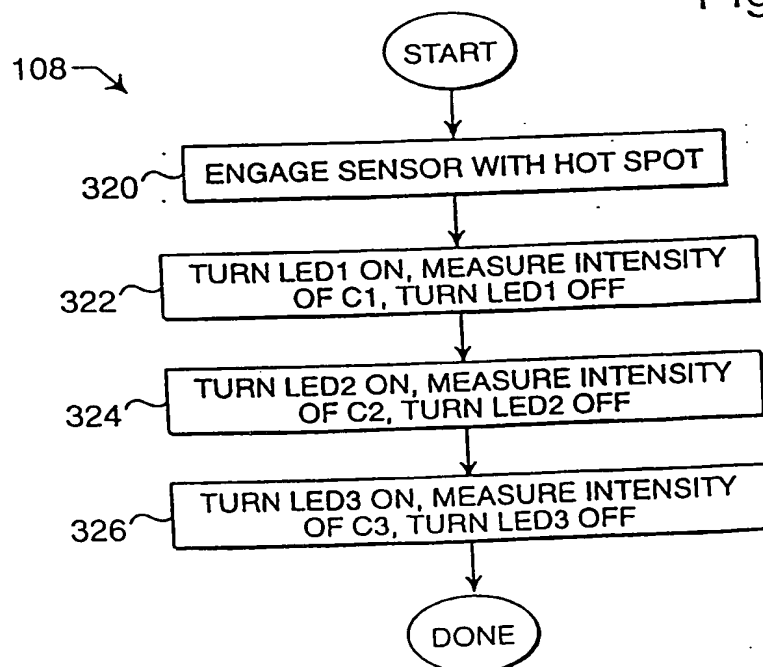 Fig
START
108
ENGAGE SENSOR WITH HOT SPOT
320
TURN LED1 ON, MEASURE INTENSITY
OF C1, TURN LED1 OFF
322
TURN LED2 ON, MEASURE INTENSITY
OF C2, TURN LED2 OFF
324
TURN LED3 ON, MEASURE INTENSITY
OF C3, TURN LED3 OFF
326
DONE